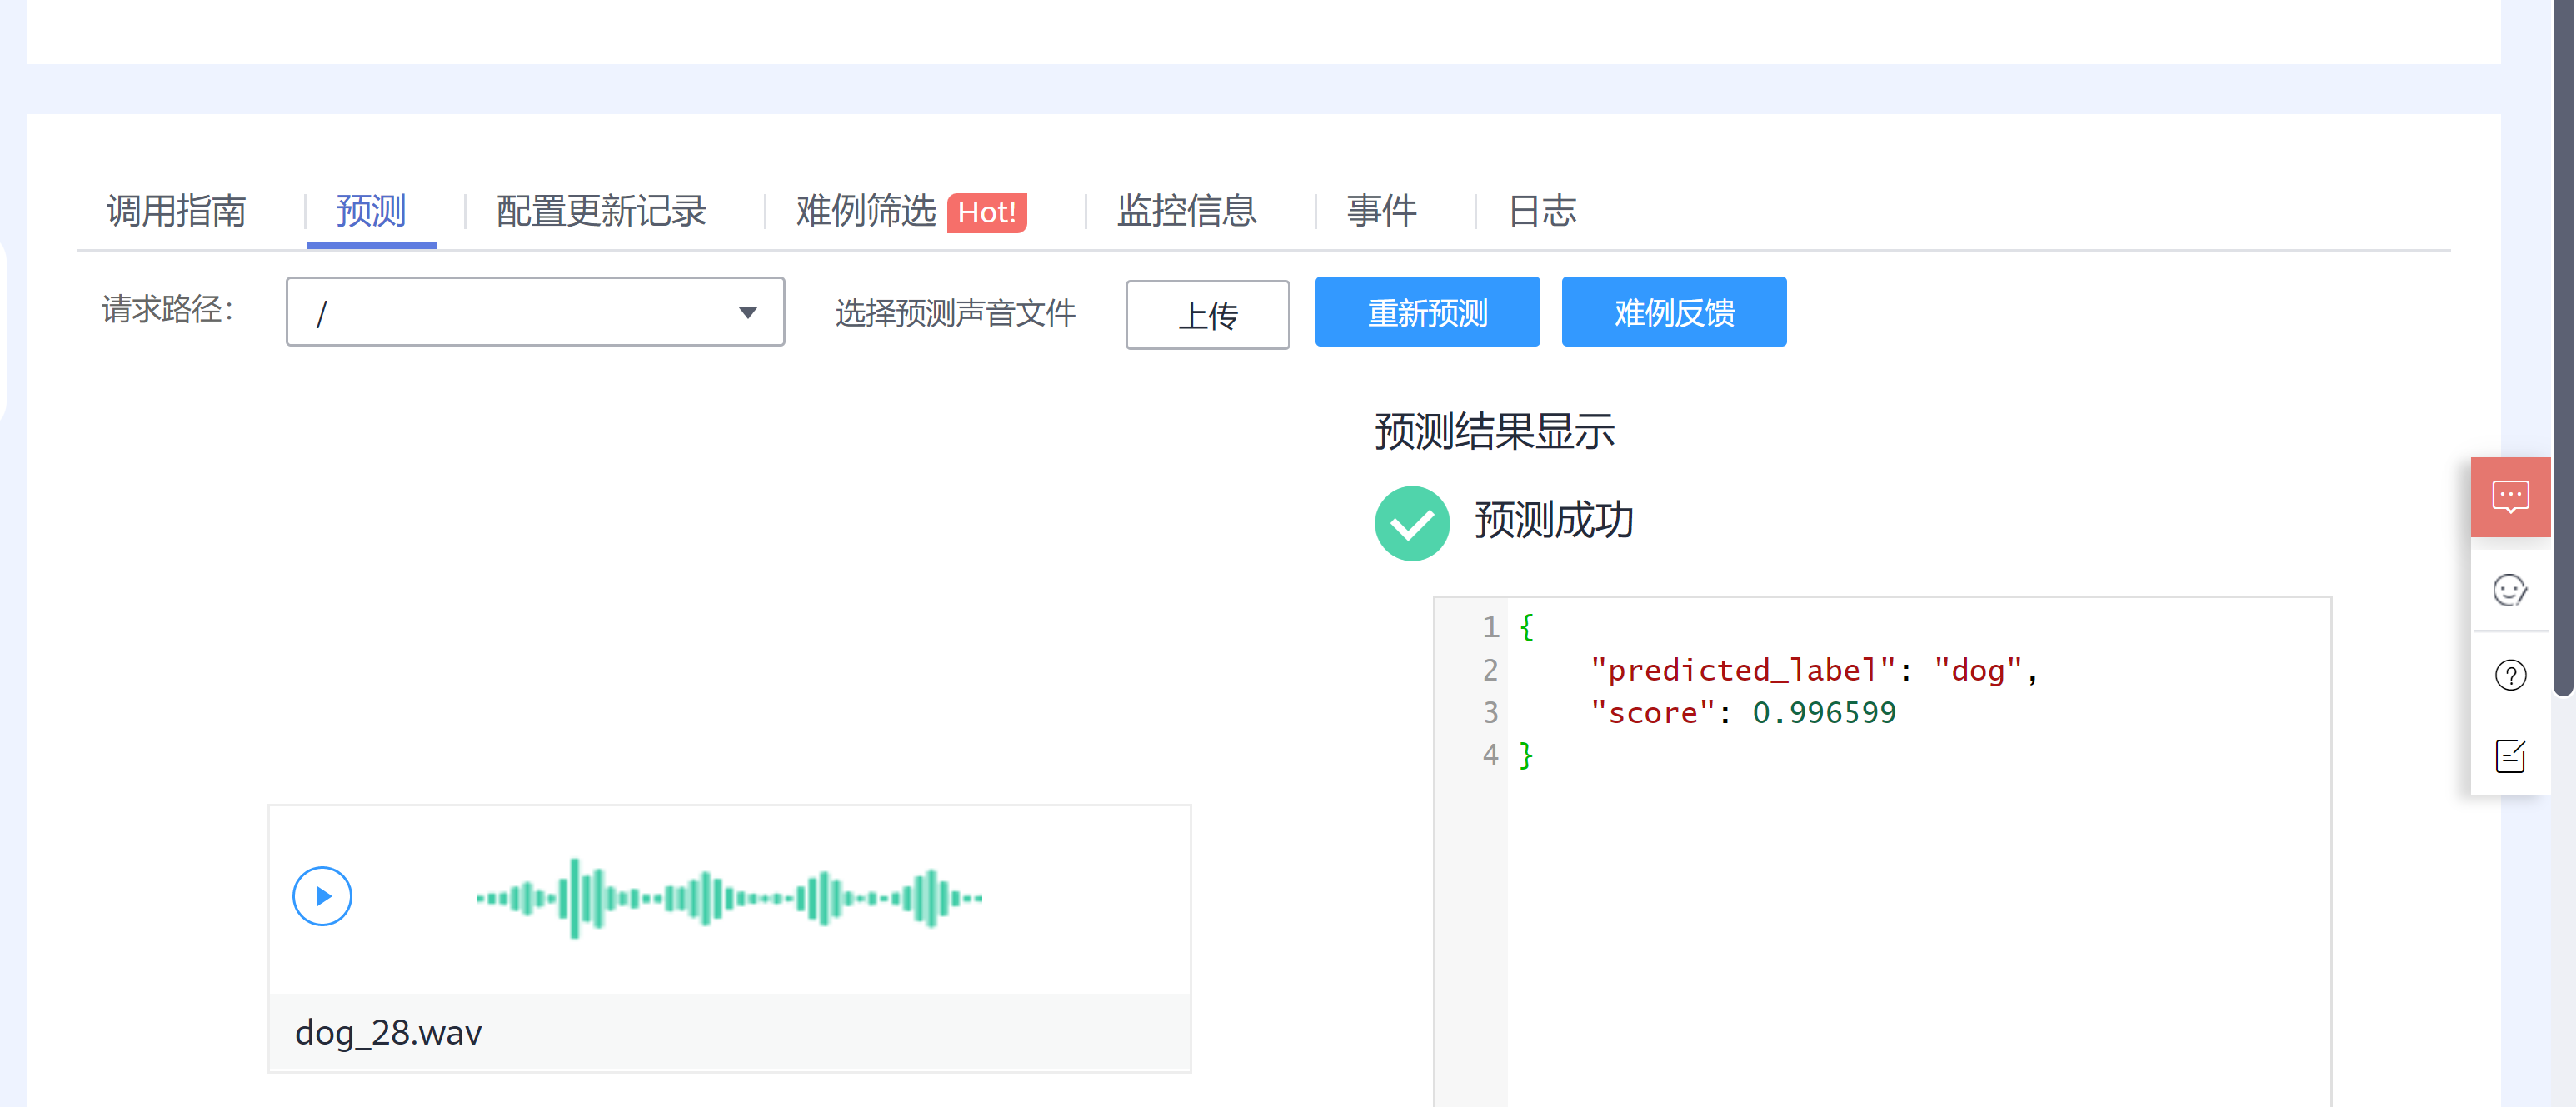 调用指南 预测 配置更新记录 难例筛选 Hot! 监控信息 事件 日志
请求路径： / 选择预测声音文件 上传 重新预测 难例反馈
预测结果显示
预测成功
1 {
2 "predicted_label": "dog",
3 "score": 0.996599
4 }
dog_28.wav